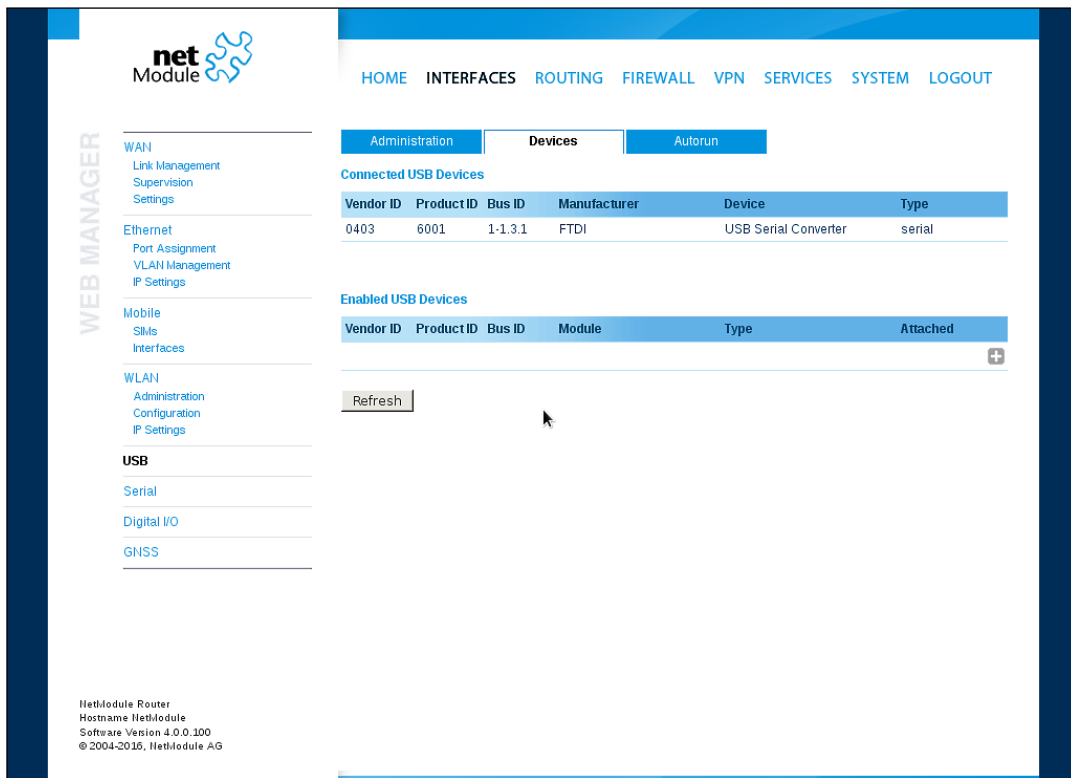 net
Module
HOME INTERFACES ROUTING FIREWALL VPN SERVICES SYSTEM LOGOUT
WEB MANAGER
WAN
Link Management
Supervision
Settings
Ethernet
Port Assignment
VLAN Management
IP Settings
Mobile
SIMs
Interfaces
WLAN
Administration
Configuration
IP Settings
USB
Serial
Digital I/O
GNSS
Administration Devices Autorun
Connected USB Devices
Vendor ID Product ID Bus ID Manufacturer Device Type
0403 6001 1-1.3.1 FTDI USB Serial Converter serial
Enabled USB Devices
Vendor ID Product ID Bus ID Module Type Attached
Refresh
NetModule Router
Hostname NetModule
Software Version 4.0.0.100
© 2004-2016, NetModule AG